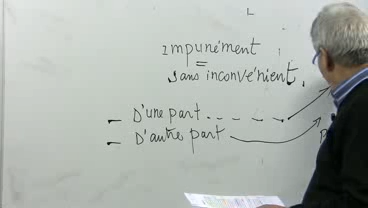 impunément
=
sans inconvénient.
- D'une part - - - - .
- D'autre part